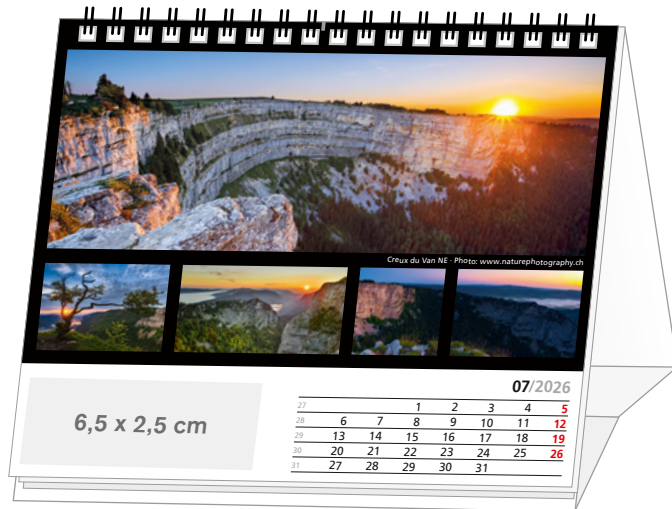 Creux du Van NE · Photo: www.naturephotography.ch
07/2026
6,5 x 2,5 cm
27 1 2 3 4 5
28 6 7 8 9 10 11 12
29 13 14 15 16 17 18 19
30 20 21 22 23 24 25 26
31 27 28 29 30 31